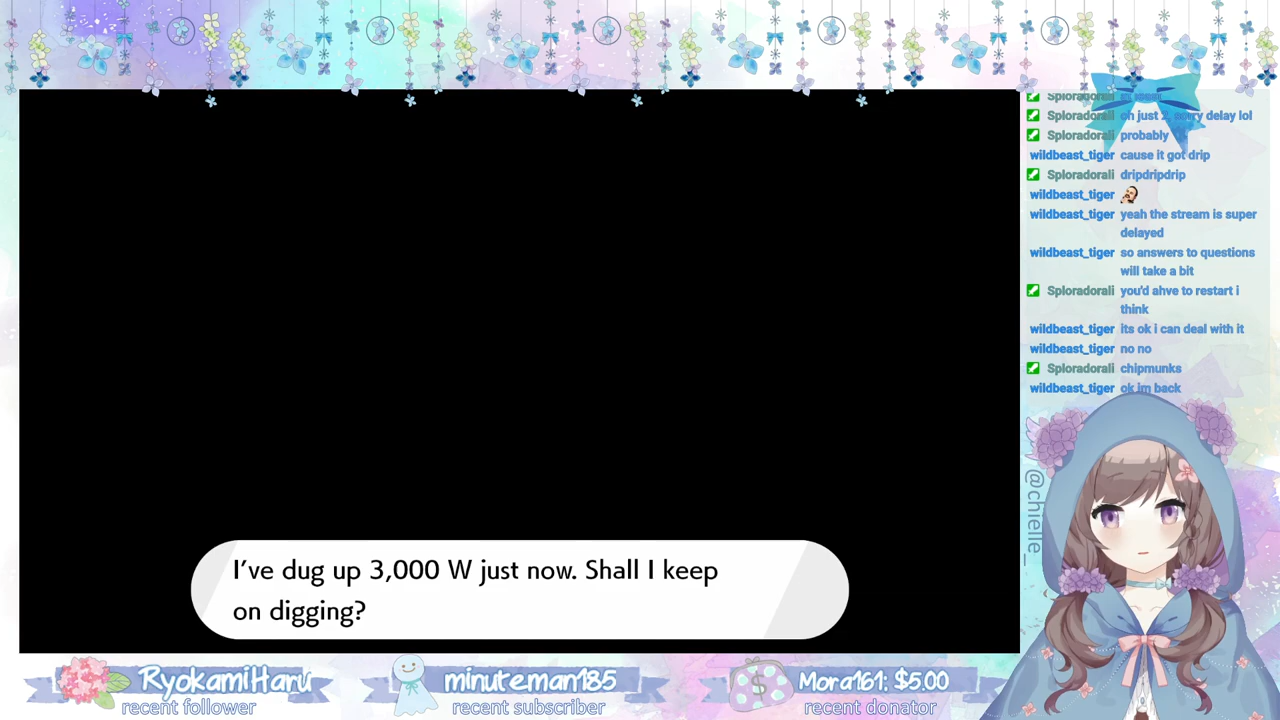 Sploradorali
Sploradorali oh just 2, sorry delay lol
Sploradorali probably
wildbeast_tiger cause it got drip
Sploradorali dripdripdrip
wildbeast_tiger
wildbeast_tiger yeah the stream is super
delayed
wildbeast_tiger so answers to questions
will take a bit
Sploradorali you'd ahve to restart i
think
wildbeast_tiger its ok i can deal with it
wildbeast_tiger no no
Sploradorali chipmunks
wildbeast_tiger ok im back
@chielle_
I've dug up 3,000 W just now. Shall I keep
on digging?
RyokamiHaru
recent follower
minuteman185
recent subscriber
Mora161: $5.00
recent donator